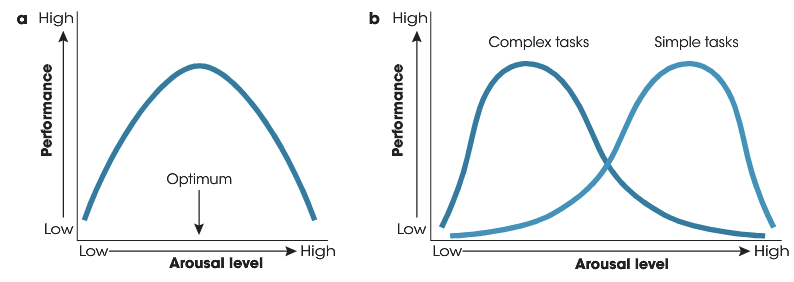 a
High
Performance
Optimum
Low
Low
High
Arousal level
b
High
Complex tasks
Simple tasks
Performance
Low
Low
High
Arousal level